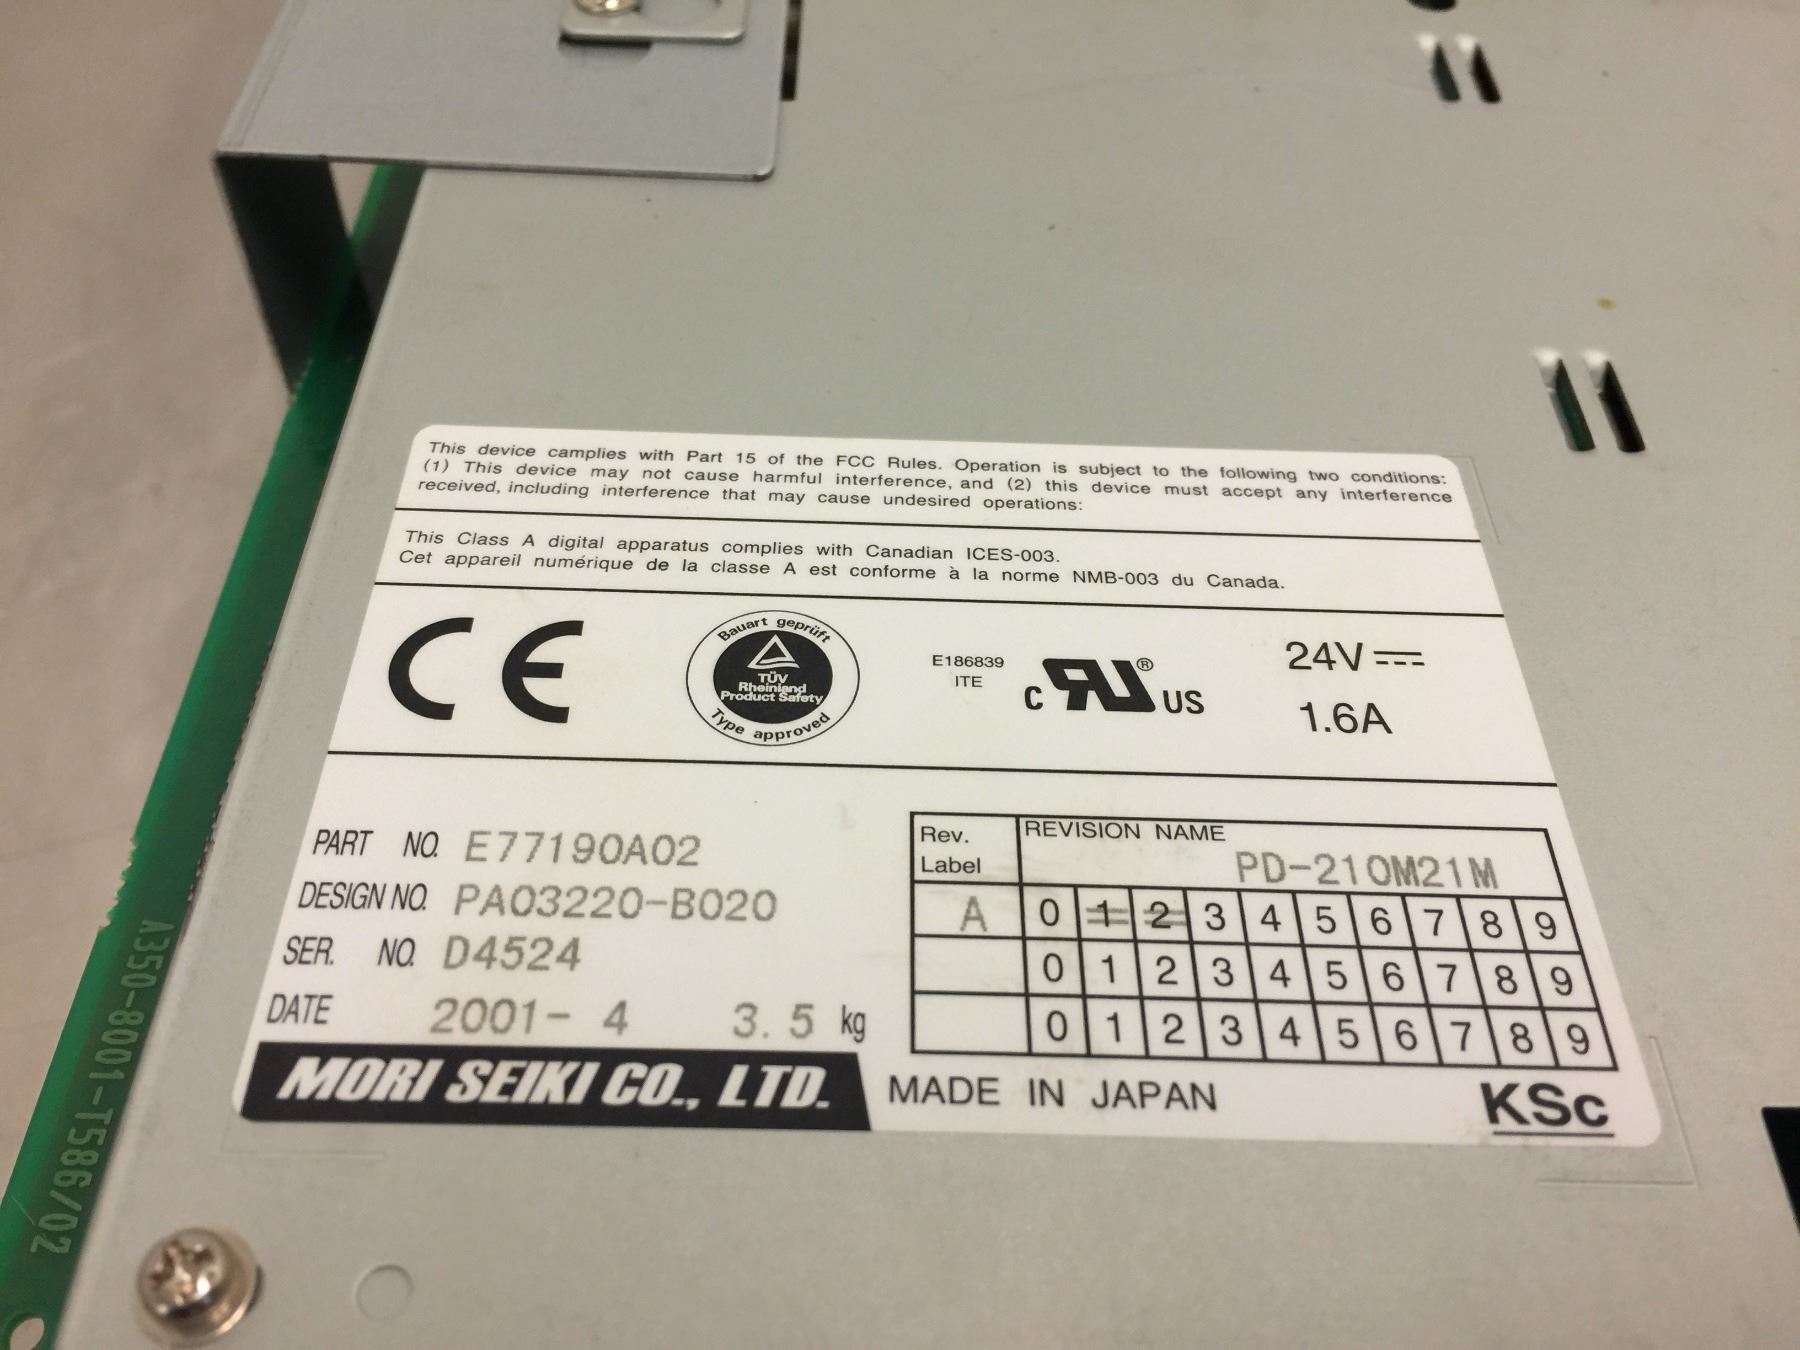 This device camplies with Part 15 of the FCC Rules. Operation is subject to the following two conditions:
(1) This device may not cause harmful interference, and (2) this device must accept any interference
received, including interference that may cause undesired operations:
This Class A digital apparatus complies with Canadian ICES-003.
Cet appareil numérique de la classe A est conforme à la norme NMB-003 du Canada.
CE
Bauart geprüft
TÜV
Rheinland
Product Safety
Type approved
E186839
ITE
c RU ® US
24V
1.6A
PART NO. E77190A02
DESIGN NO. PA03220-B020
SER. NO. D4524
DATE 2001- 4 3.5 kg
MORI SEIKI CO., LTD.
Rev. Label REVISION NAME
PD-210M21M
A 0 1 2 3 4 5 6 7 8 9
0 1 2 3 4 5 6 7 8 9
0 1 2 3 4 5 6 7 8 9
MADE IN JAPAN
KSc
A350-8001-T586/02